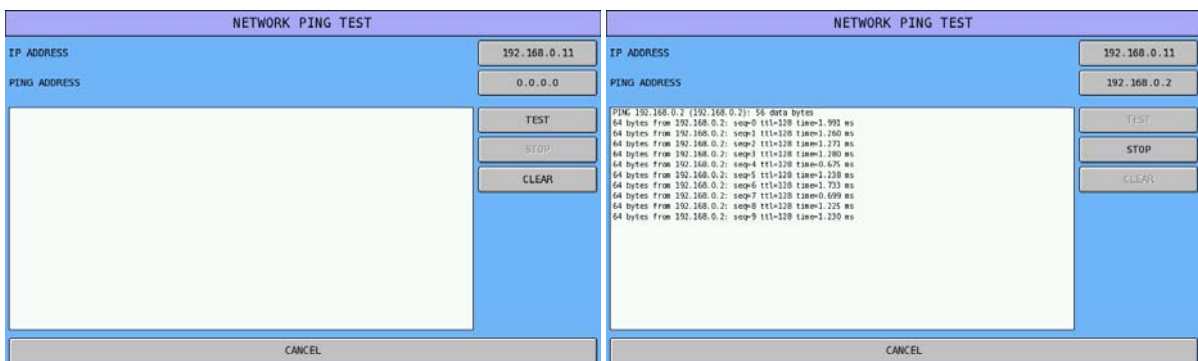 NETWORK PING TEST
IP ADDRESS
192.168.0.11
PING ADDRESS
0.0.0.0
TEST
STOP
CLEAR
CANCEL
NETWORK PING TEST
IP ADDRESS
192.168.0.11
PING ADDRESS
192.168.0.2
PING 192.168.0.2 (192.168.0.2): 56 data bytes
64 bytes from 192.168.0.2: seq=0 ttl=128 time=1.991 ms
64 bytes from 192.168.0.2: seq=1 ttl=128 time=1.260 ms
64 bytes from 192.168.0.2: seq=2 ttl=128 time=1.271 ms
64 bytes from 192.168.0.2: seq=3 ttl=128 time=1.280 ms
64 bytes from 192.168.0.2: seq=4 ttl=128 time=0.675 ms
64 bytes from 192.168.0.2: seq=5 ttl=128 time=1.238 ms
64 bytes from 192.168.0.2: seq=6 ttl=128 time=1.733 ms
64 bytes from 192.168.0.2: seq=7 ttl=128 time=0.699 ms
64 bytes from 192.168.0.2: seq=8 ttl=128 time=1.225 ms
64 bytes from 192.168.0.2: seq=9 ttl=128 time=1.230 ms
TEST
STOP
CLEAR
CANCEL